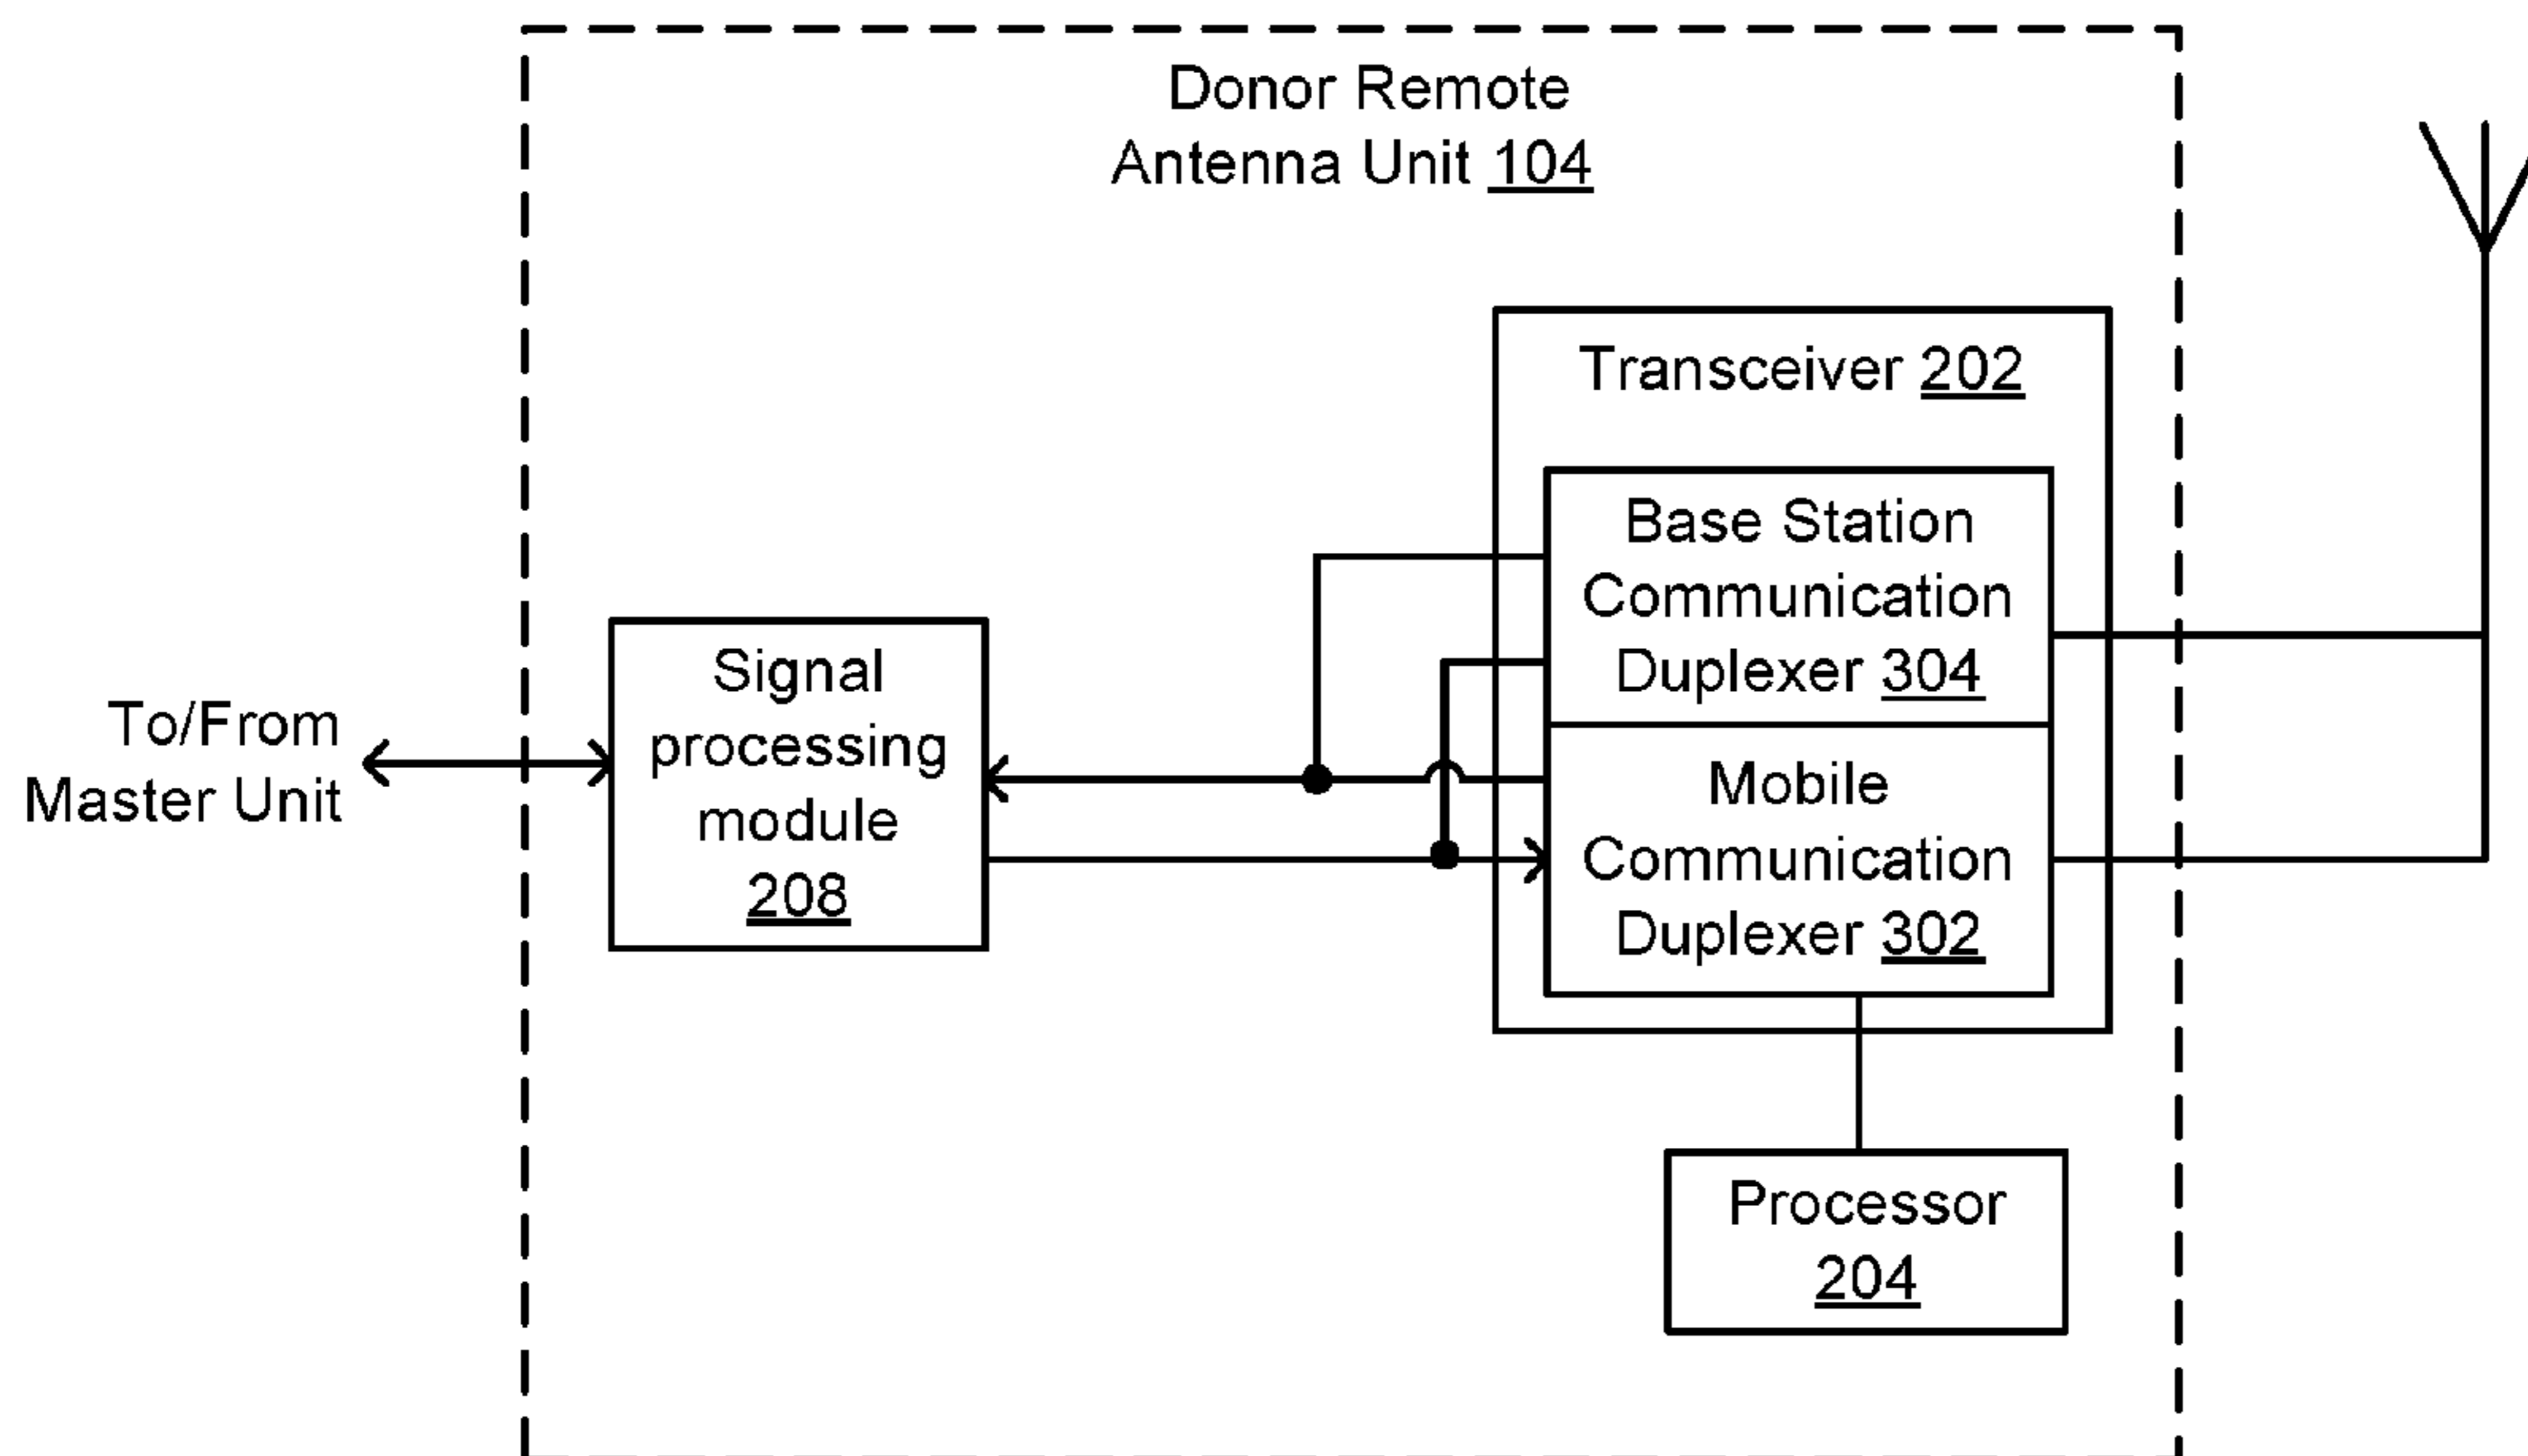 Donor Remote
Antenna Unit 104
Transceiver 202
Base Station
Communication
Duplexer 304
Signal
processing
module
208
To/From
Master Unit
Mobile
Communication
Duplexer 302
Processor
204